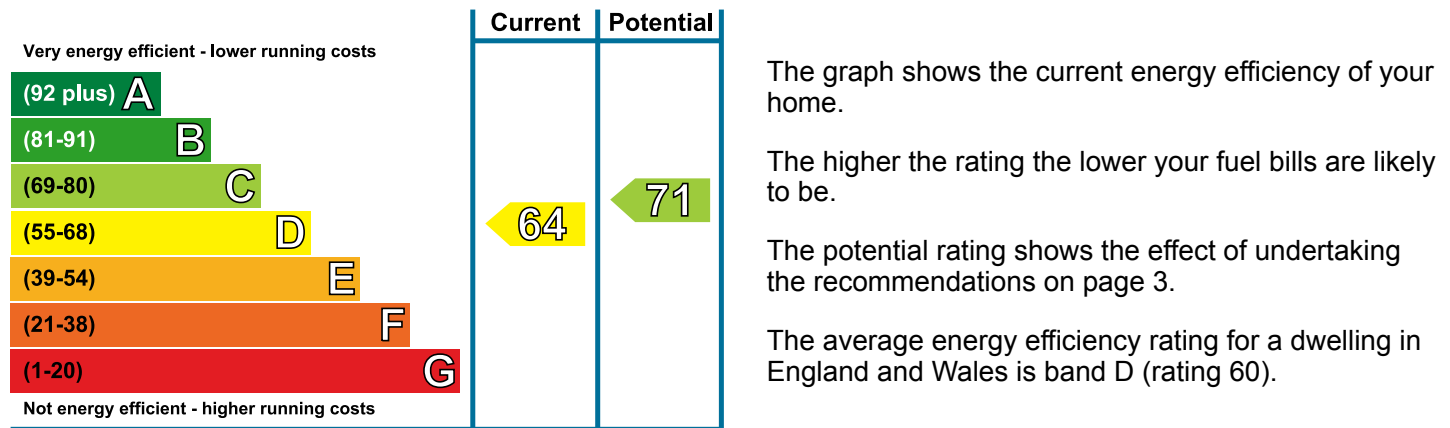 Current Potential
Very energy efficient - lower running costs
(92 plus) A
(81-91) B
(69-80) C
(55-68) D
(39-54) E
(21-38) F
(1-20) G
Not energy efficient - higher running costs
64
71
The graph shows the current energy efficiency of your
home.
The higher the rating the lower your fuel bills are likely
to be.
The potential rating shows the effect of undertaking
the recommendations on page 3.
The average energy efficiency rating for a dwelling in
England and Wales is band D (rating 60).